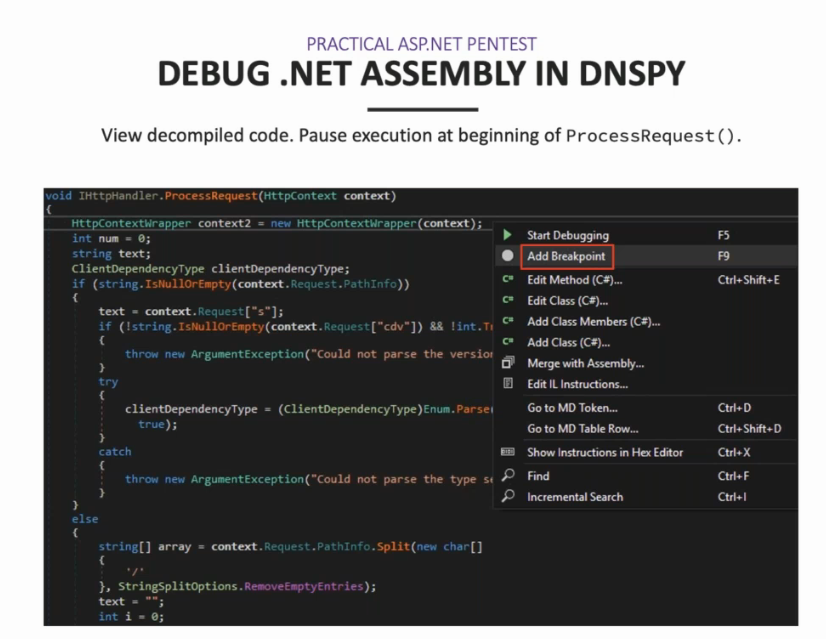 PRACTICAL ASP.NET PENTEST
DEBUG .NET ASSEMBLY IN DNSPY
View decompiled code. Pause execution at beginning of ProcessRequest().
void IHttpHandler.ProcessRequest(HttpContext context)
{
HttpContextWrapper context2 = new HttpContextWrapper(context);
int num = 0;
string text;
ClientDependencyType clientDependencyType;
if (string.IsNullOrEmpty(context.Request.PathInfo))
{
text = context.Request["s"];
if (!string.IsNullOrEmpty(context.Request["cdv"]) && !int.Tr
{
throw new ArgumentException("Could not parse the version
}
try
{
clientDependencyType = (ClientDependencyType)Enum.Parse(
true);
}
catch
{
throw new ArgumentException("Could not parse the type se
}
}
else
{
string[] array = context.Request.PathInfo.Split(new char[]
{
'/'
}, StringSplitOptions.RemoveEmptyEntries);
text = "";
int i = 0;
Start Debugging F5
Add Breakpoint F9
C# Edit Method (C#)... Ctrl+Shift+E
C# Edit Class (C#)...
C# Add Class Members (C#)...
C# Add Class (C#)...
Merge with Assembly...
Edit IL Instructions...
Go to MD Token... Ctrl+D
Go to MD Table Row... Ctrl+Shift+D
Show Instructions in Hex Editor Ctrl+X
Find Ctrl+F
Incremental Search Ctrl+I